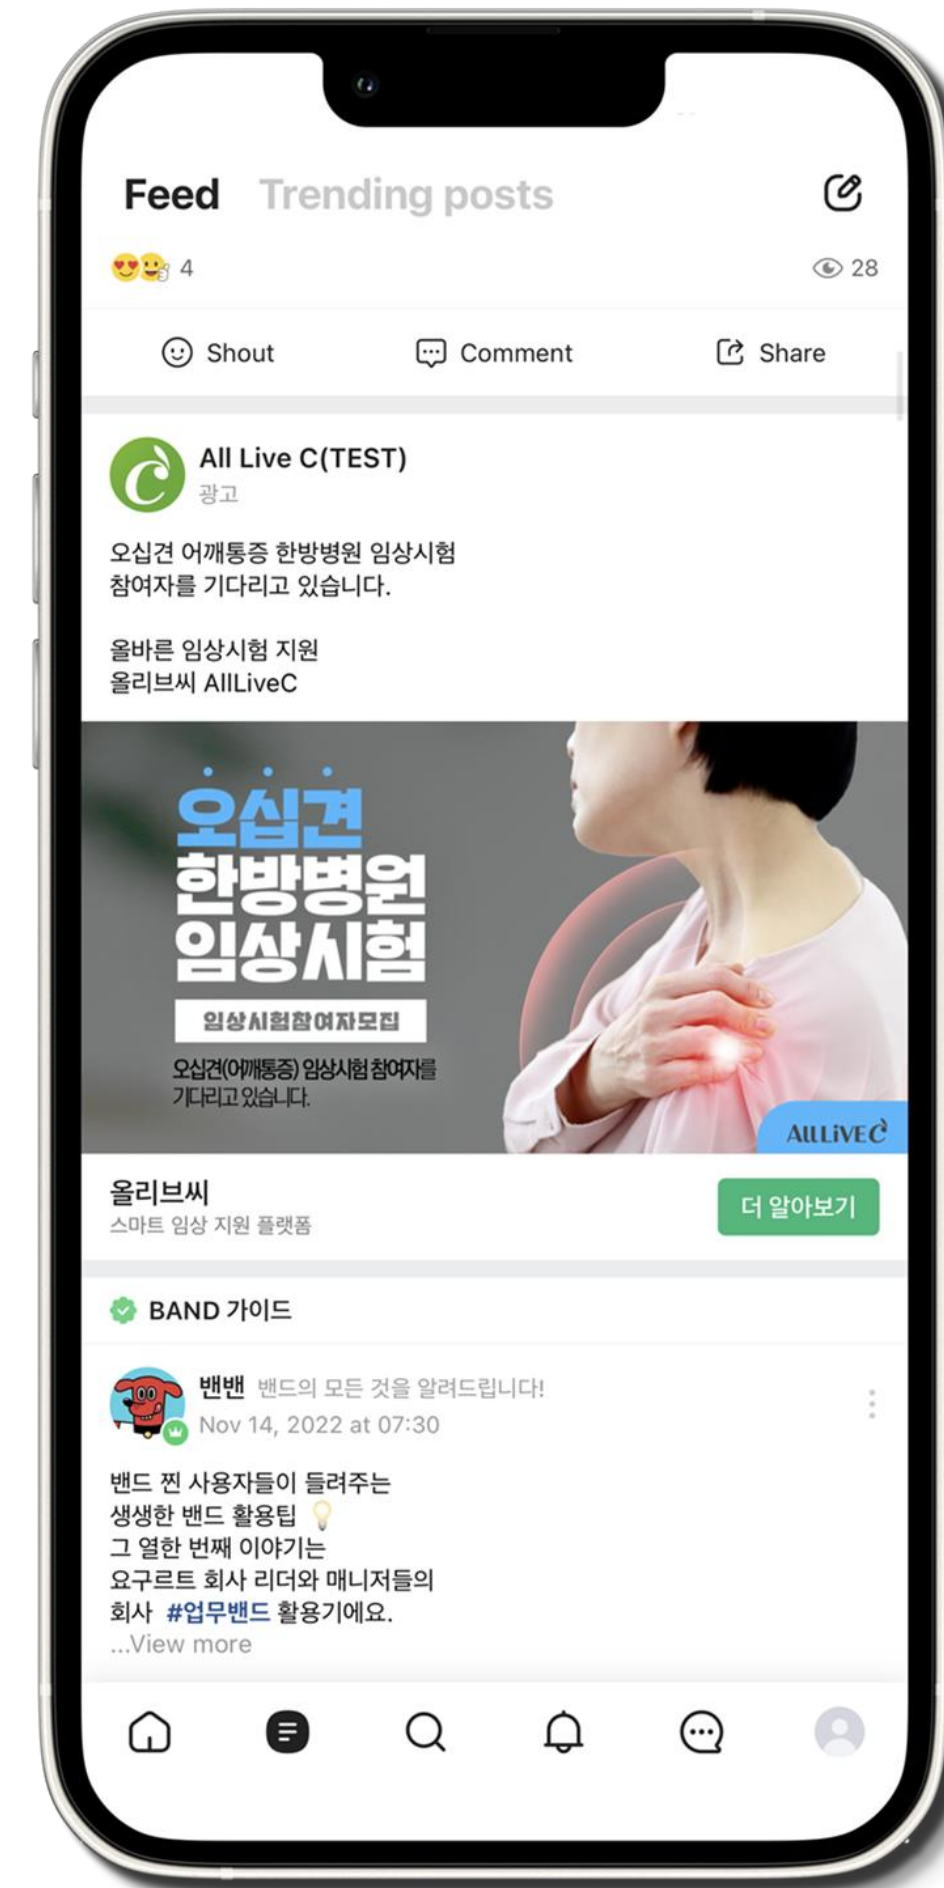 Feed Trending posts
4 28
Shout Comment Share
All Live C(TEST)
광고
오십견 어깨통증 한방병원 임상시험
참여자를 기다리고 있습니다.
올바른 임상시험 지원
올리브씨 AllLiveC
오십견
한방병원
임상시험
임상시험참여자모집
오십견(어깨통증) 임상시험 참여자를
기다리고 있습니다.
ALLLiVEC
올리브씨
스마트 임상 지원 플랫폼
더 알아보기
BAND 가이드
밴밴 밴드의 모든 것을 알려드립니다!
Nov 14, 2022 at 07:30
밴드 찐 사용자들이 들려주는
생생한 밴드 활용팁
그 열한 번째 이야기는
요구르트 회사 리더와 매니저들의
회사 #업무밴드 활용기에요.
...View more